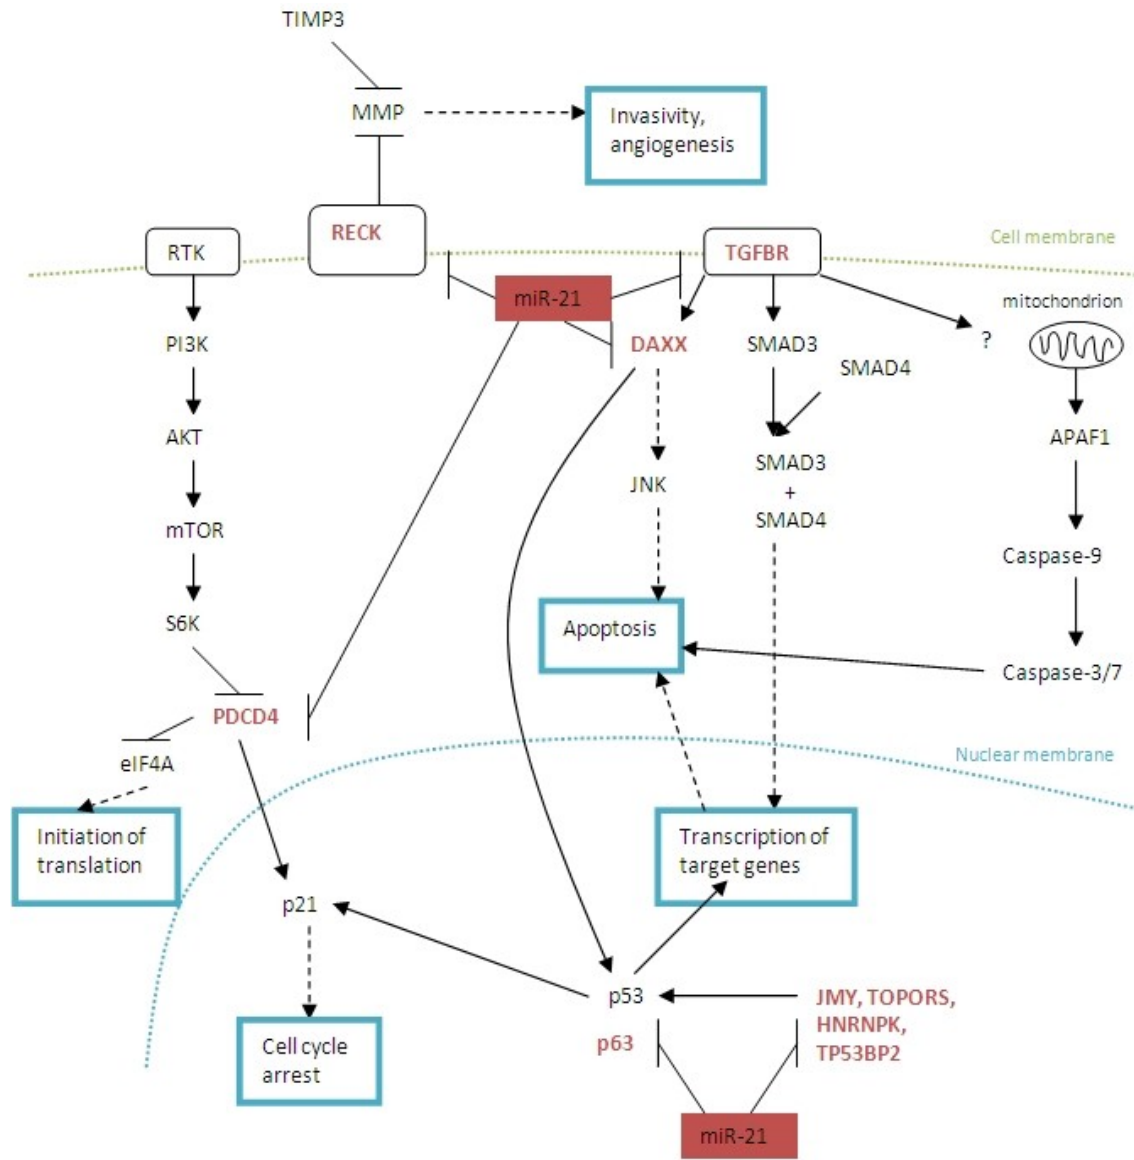 TIMP3
MMP
Invasivity,
angiogenesis
RECK
RTK
TGFBR
Cell membrane
miR-21
mitochondrion
PI3K
DAXX
SMAD3
?
SMAD4
AKT
APAF1
SMAD3
+
SMAD4
JNK
mTOR
Caspase-9
S6K
Apoptosis
Caspase-3/7
PDCD4
eIF4A
Nuclear membrane
Initiation of
translation
Transcription of
target genes
p21
p53
JMY, TOPORS,
HNRNPK,
TP53BP2
p63
Cell cycle
arrest
miR-21